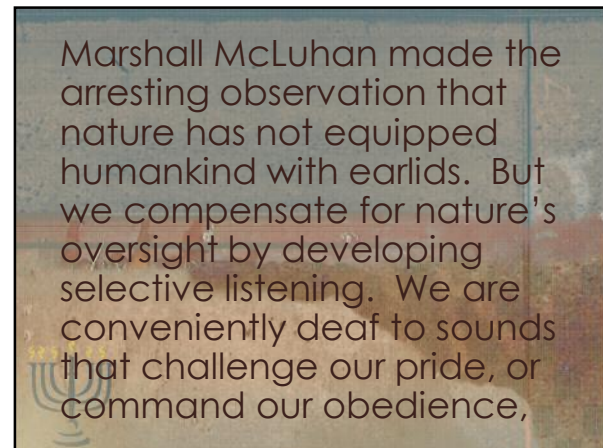 Marshall McLuhan made the
arresting observation that
nature has not equipped
humankind with earlids.  But
we compensate for nature’s
oversight by developing
selective listening.  We are
conveniently deaf to sounds
that challenge our pride, or
command our obedience,